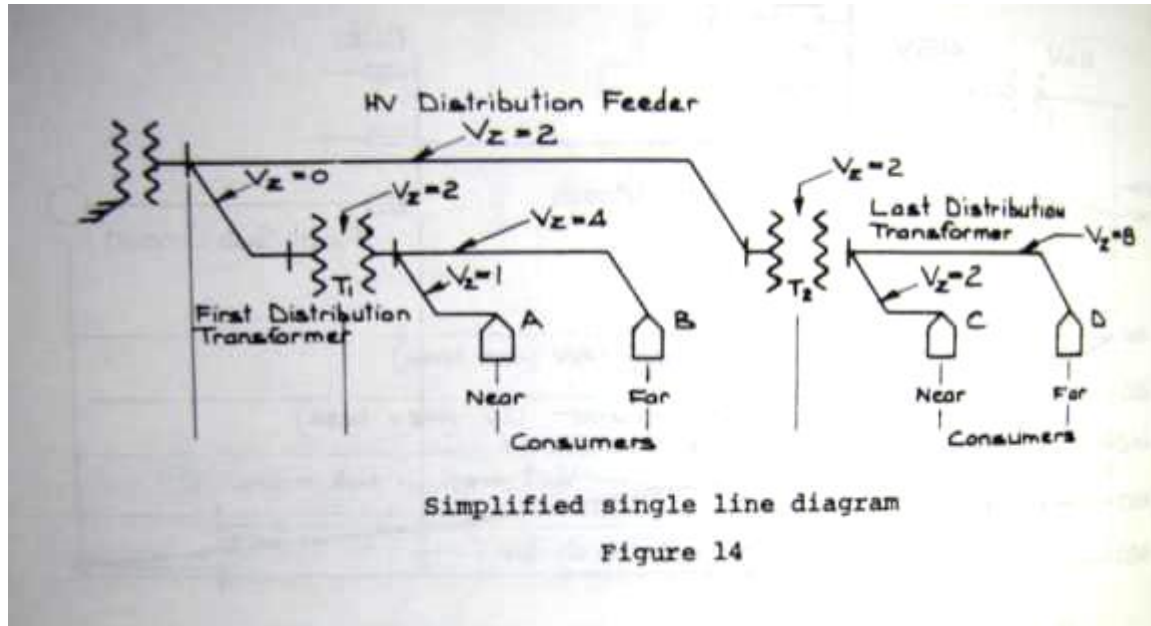 HV Distribution Feeder
Vz = 2
Vz = 0
Vz = 2
Vz = 2
Vz = 4
Last Distribution
Transformer
Vz = 8
Vz = 1
Vz = 2
T1
T2
First Distribution
Transformer
A
B
C
D
Near
Far
Near
Far
Consumers
Consumers
Simplified single line diagram
Figure 14